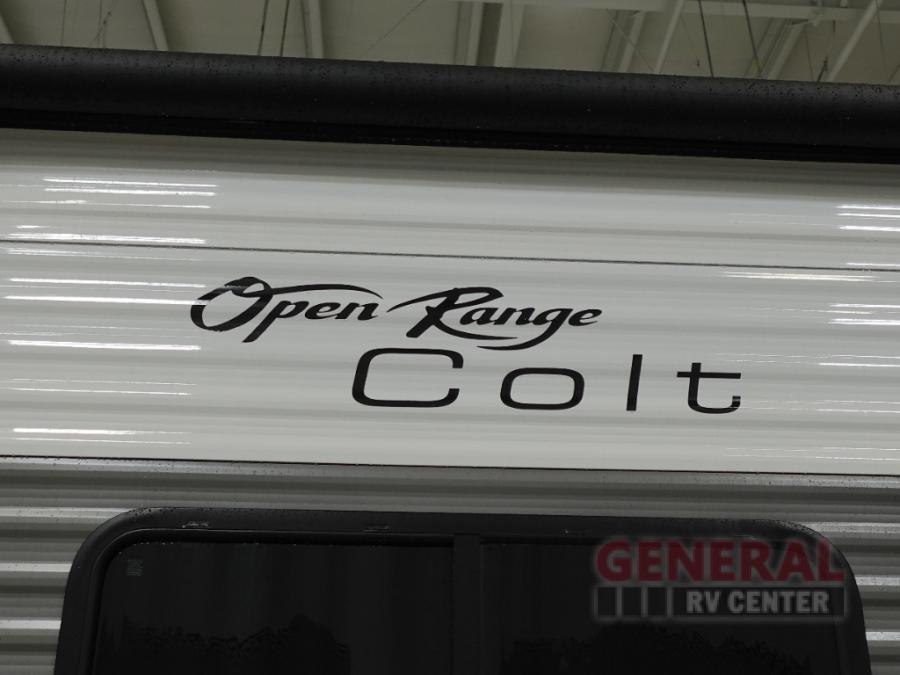 Open Range
Colt
GENERAL
RV CENTER